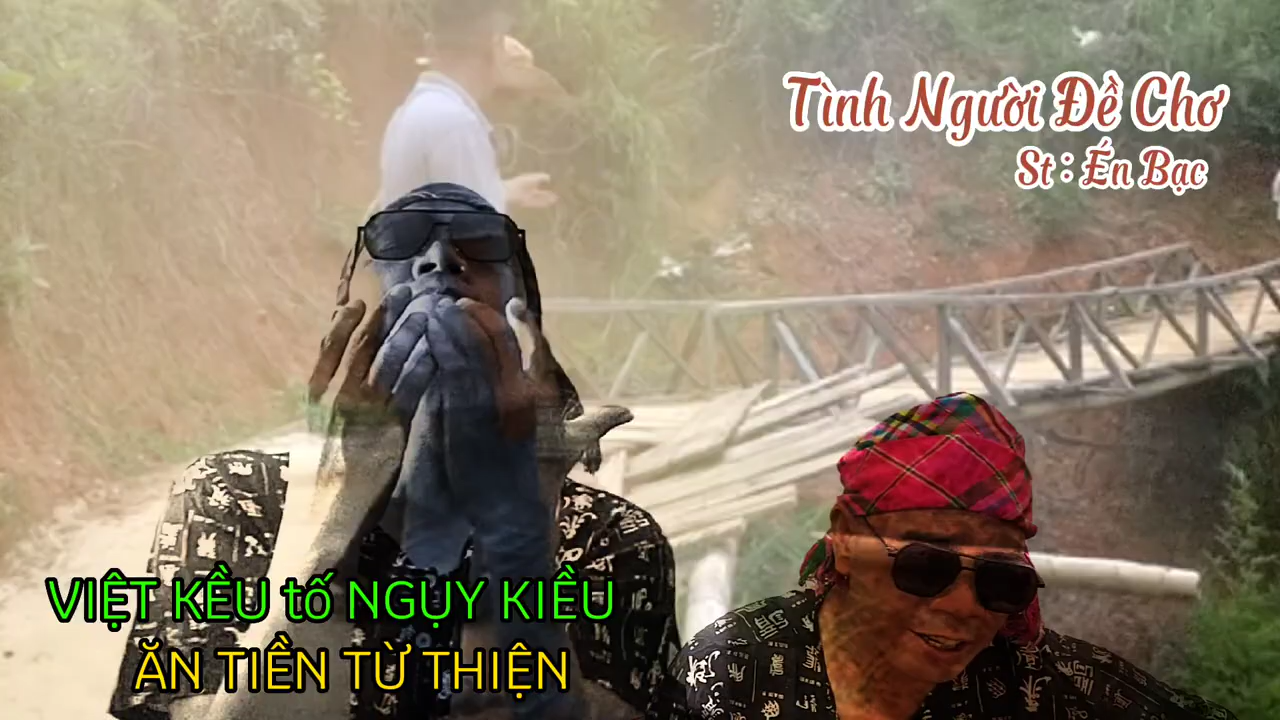 Tình Người Đề Chơ
St : Én Bạc
VIỆT KỀU tố NGỤY KIỀU
ĂN TIỀN TỪ THIỆN